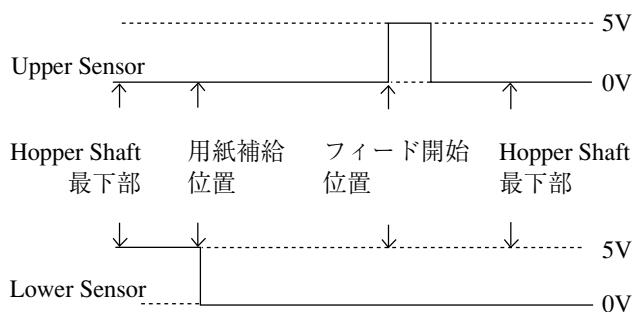 5V
Upper Sensor
0V
Hopper Shaft 用紙補給 フィード開始 Hopper Shaft
最下部 位置 位置 最下部
5V
Lower Sensor
0V